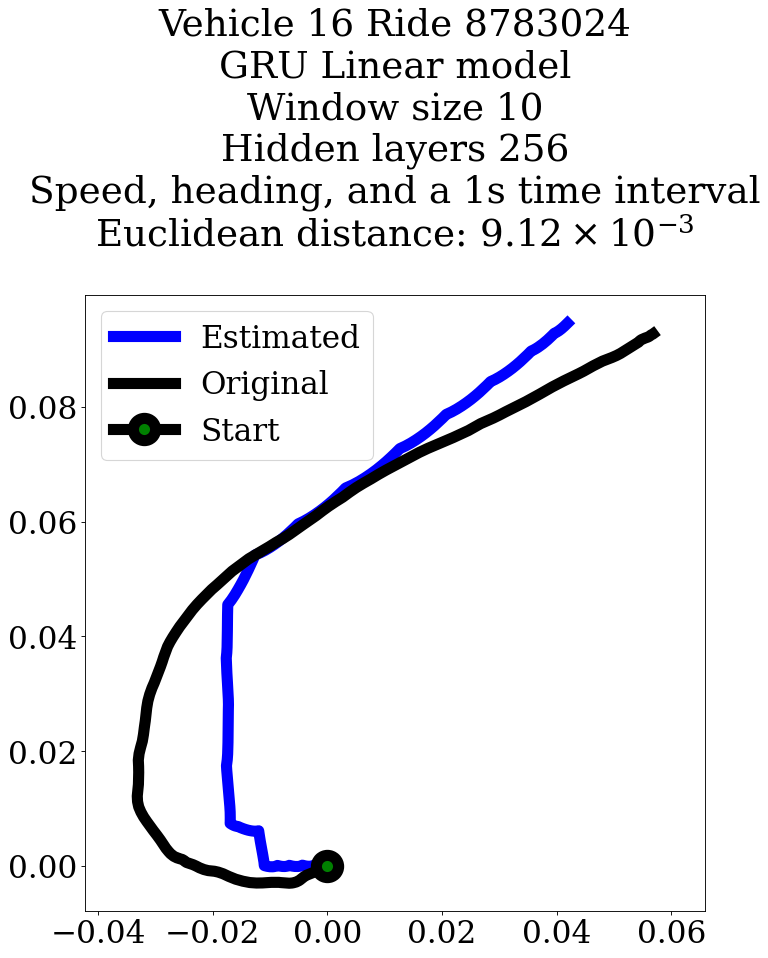 Vehicle 16 Ride 8783024
GRU Linear model
Window size 10
Hidden layers 256
Speed, heading, and a 1s time interval
Euclidean distance: 9.12 × 10⁻³
Estimated
Original
Start
0.08
0.06
0.04
0.02
0.00
−0.04 −0.02 0.00 0.02 0.04 0.06